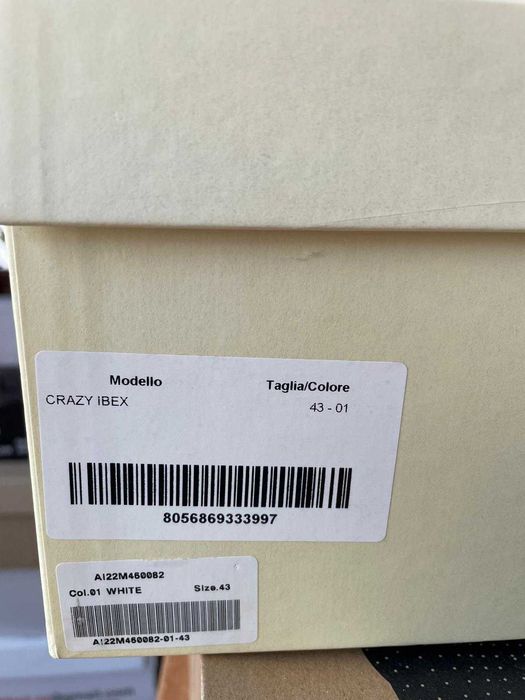 Modello Taglia/Colore
CRAZY IBEX 43 - 01
8056869333997
AI22M460082
Col.01 WHITE Size.43
AI22M460082-01-43